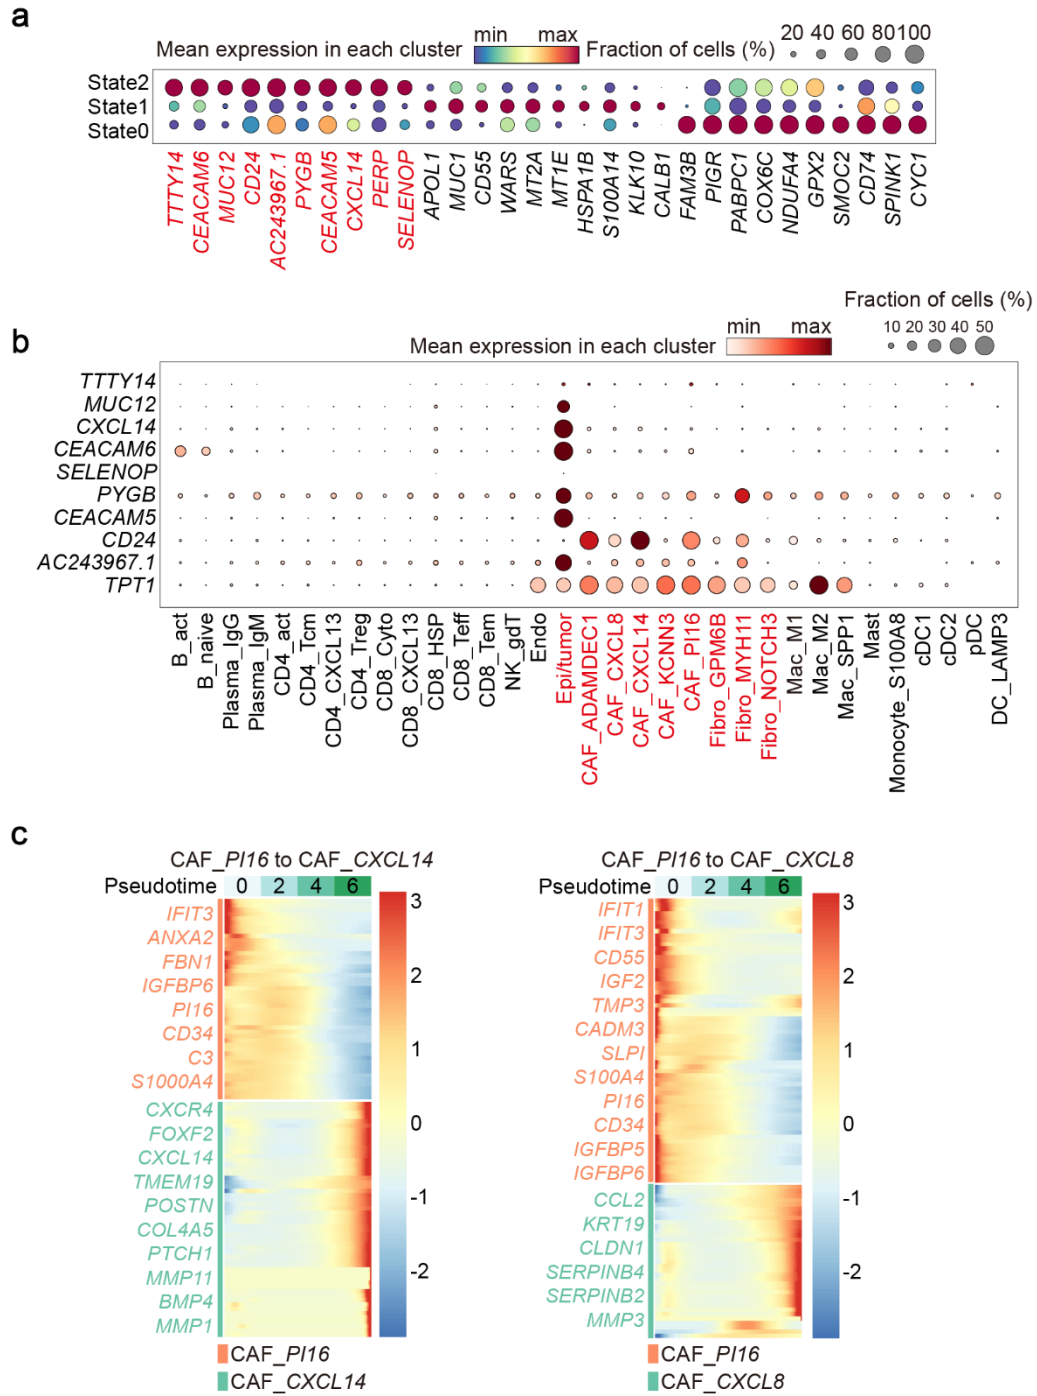 a
Mean expression in each cluster
min max
Fraction of cells (%)
20 40 60 80 100
State2
State1
State0
TTTY14
CEACAM6
MUC12
CD24
AC243967.1
PYGB
CEACAM5
CXCL14
PERP
SELENOP
APOL1
MUC1
CD55
WARS
MT2A
MT1E
HSPA1B
S100A14
KLK10
CALB1
FAM3B
PIGR
PABPC1
COX6C
NDUFA4
GPX2
SMOC2
CD74
SPINK1
CYC1
b
Fraction of cells (%)
10 20 30 40 50
Mean expression in each cluster
min max
TTTY14
MUC12
CXCL14
CEACAM6
SELENOP
PYGB
CEACAM5
CD24
AC243967.1
TPT1
B_act
B_naive
Plasma_IgG
Plasma_IgM
CD4_act
CD4_Tcm
CD4_CXCL13
CD4_Treg
CD8_Cyto
CD8_CXCL13
CD8_HSP
CD8_Teff
CD8_Tem
NK_gdT
Endo
Epi/tumor
CAF_ADAMDEC1
CAF_CXCL8
CAF_CXCL14
CAF_KCNN3
CAF_PI16
Fibro_GPM6B
Fibro_MYH11
Fibro_NOTCH3
Mac_M1
Mac_M2
Mac_SPP1
Mast
Monocyte_S100A8
cDC1
cDC2
pDC
DC_LAMP3
c
CAF_PI16 to CAF_CXCL14
Pseudotime 0 2 4 6
IFIT3
ANXA2
FBN1
IGFBP6
PI16
CD34
C3
S1000A4
CXCR4
FOXF2
CXCL14
TMEM19
POSTN
COL4A5
PTCH1
MMP11
BMP4
MMP1
3
2
1
0
-1
-2
CAF_PI16
CAF_CXCL14
CAF_PI16 to CAF_CXCL8
Pseudotime 0 2 4 6
IFIT1
IFIT3
CD55
IGF2
TMP3
CADM3
SLPI
S100A4
PI16
CD34
IGFBP5
IGFBP6
CCL2
KRT19
CLDN1
SERPINB4
SERPINB2
MMP3
3
2
1
0
-1
-2
CAF_PI16
CAF_CXCL8